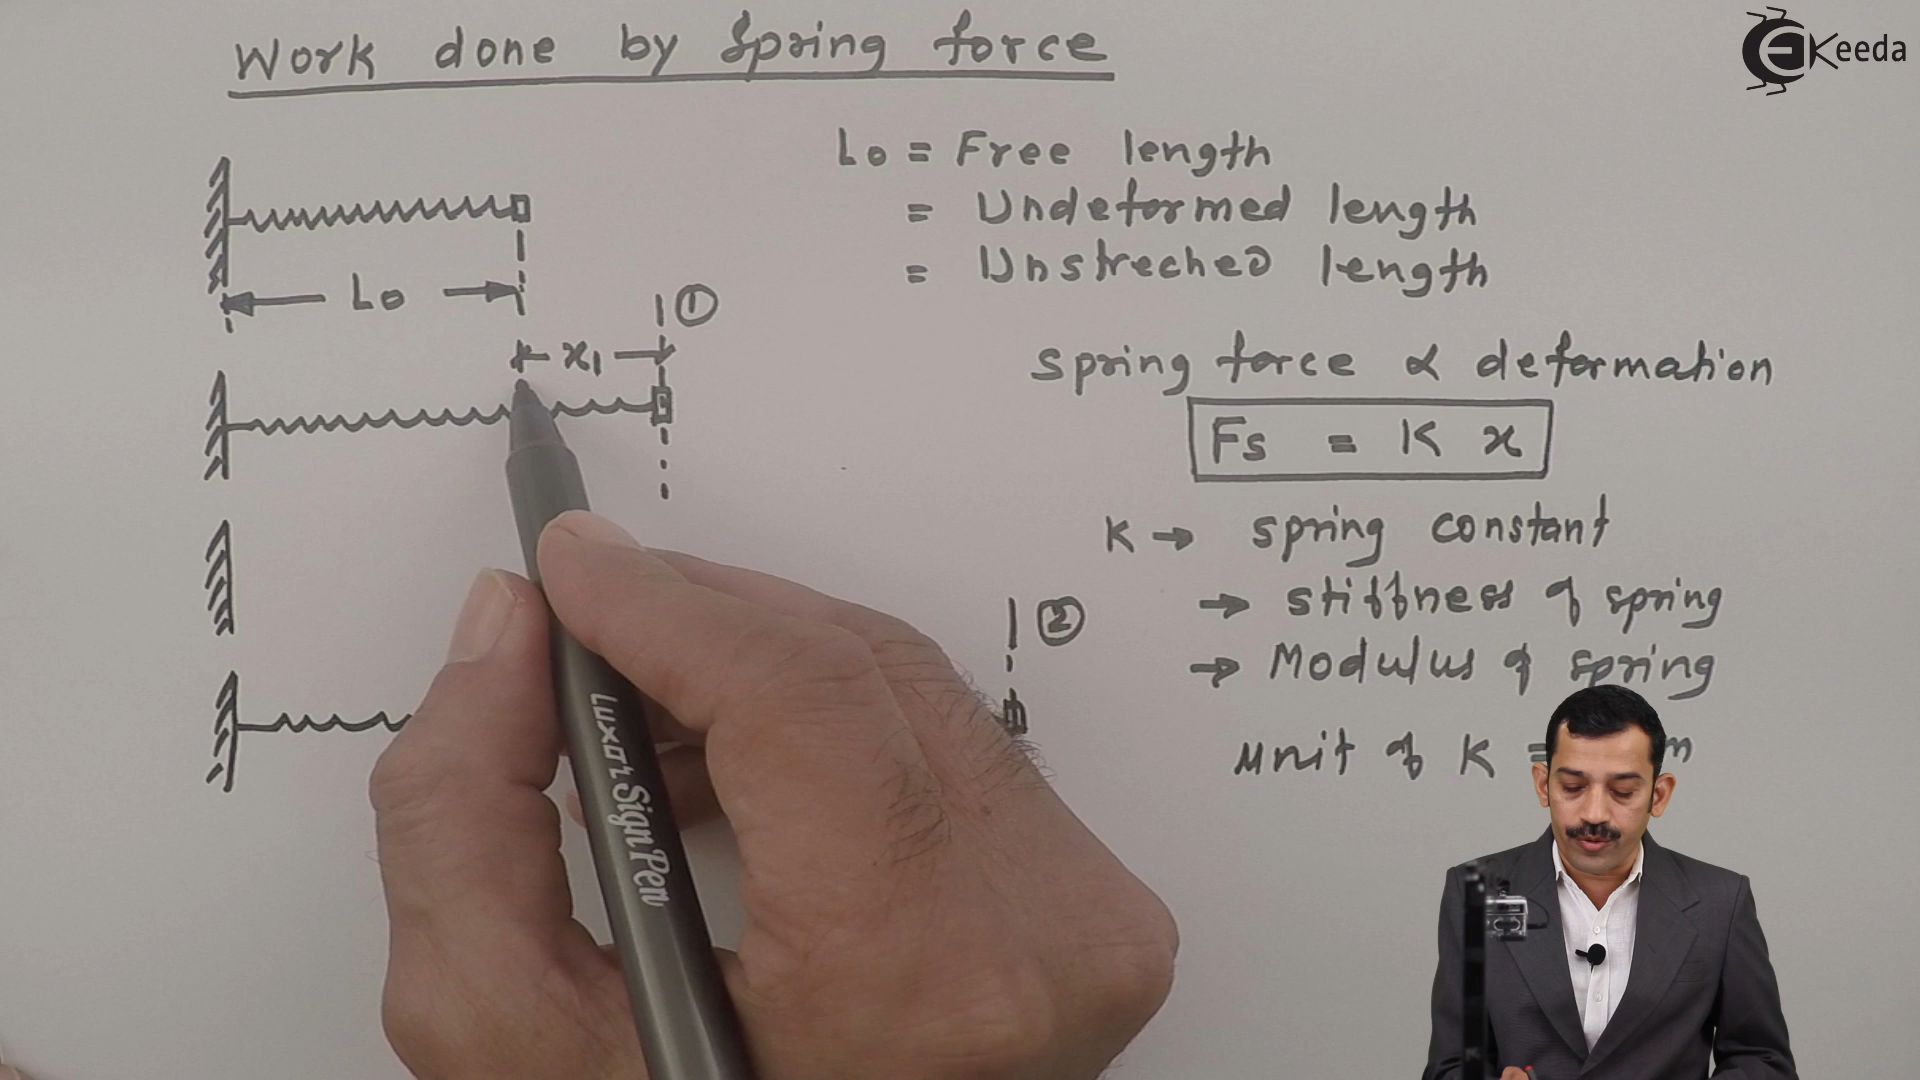 Work done by spring force
EKeeda
Lo = Free length
= Undeformed length
= Unstreched length
Lo
①
x₁
spring force ∝ deformation
Fs = K x
K → spring constant
→ stiffness of spring
→ Modulus of spring
②
unit of K = m
Luxor Sign Pen